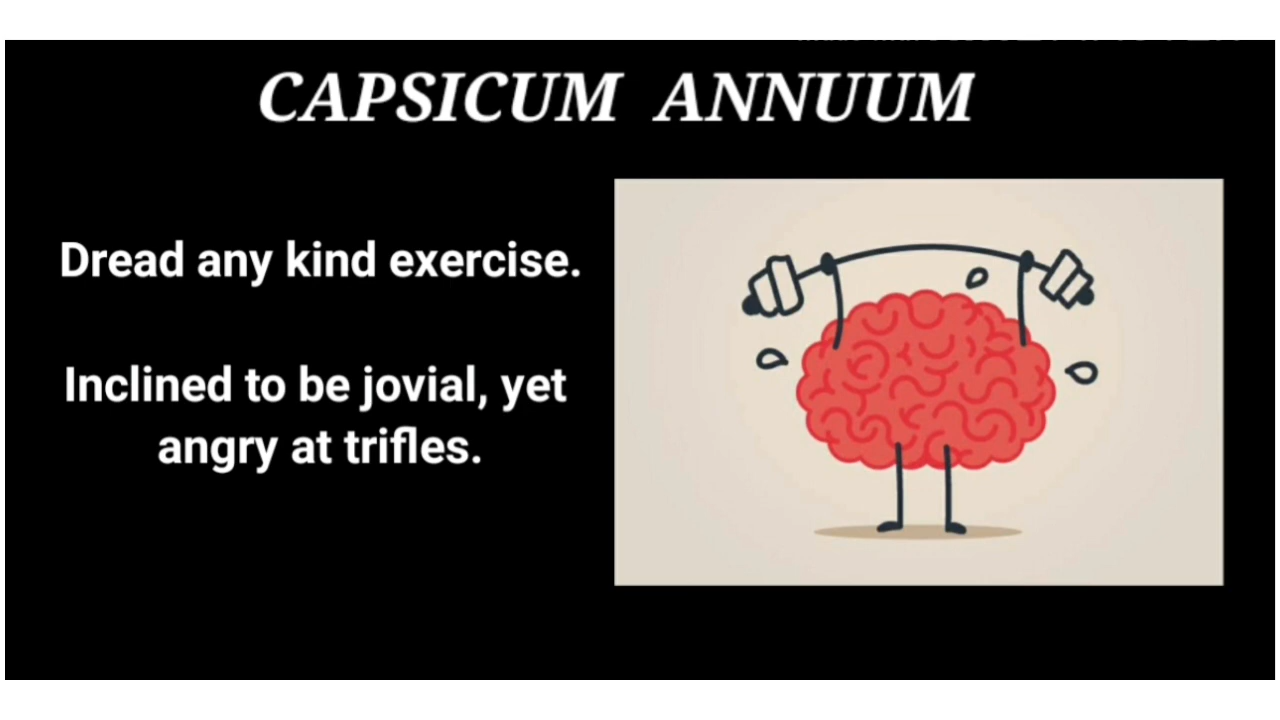 CAPSICUM ANNUUM
Dread any kind exercise.
Inclined to be jovial, yet
angry at trifles.